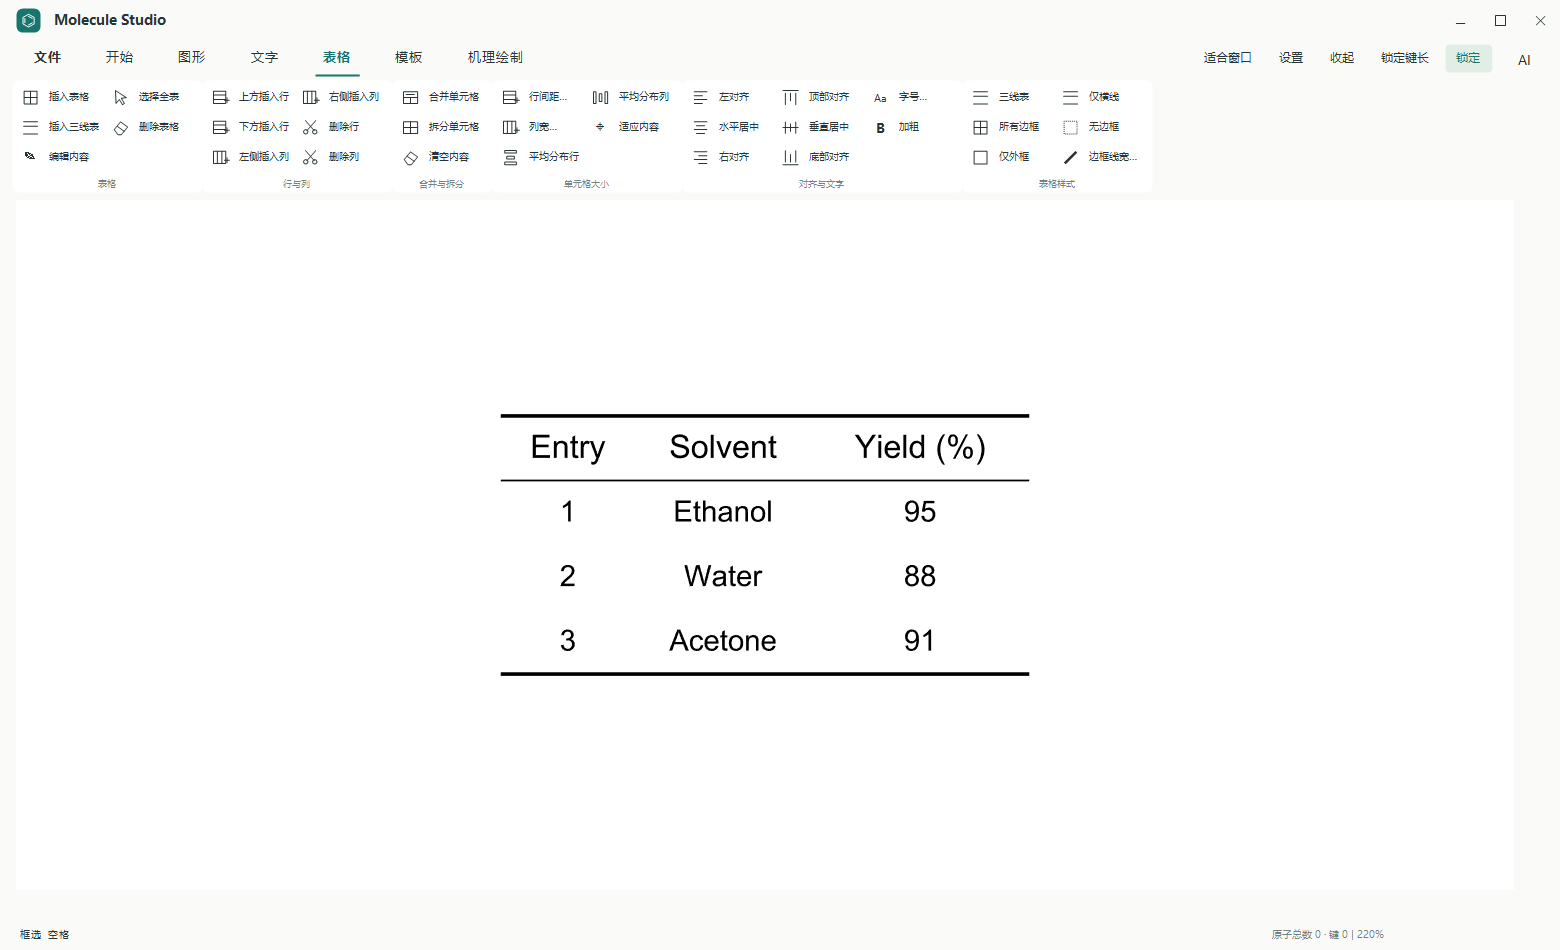 Molecule Studio
文件 开始 图形 文字 表格 模板 机理绘制 适合窗口 设置 收起 锁定键长 锁定 AI
插入表格 选择全表 上方插入行 右侧插入列 合并单元格 行间距... 平均分布列 左对齐 顶部对齐 字号... 三线表 仅横线
插入三线表 删除表格 下方插入行 删除行 拆分单元格 列宽... 适应内容 水平居中 垂直居中 B 加粗 所有边框 无边框
编辑内容 左侧插入列 删除列 清空内容 平均分布行 右对齐 底部对齐 仅外框 边框线宽...
表格 行与列 合并与拆分 单元格大小 对齐与文字 表格样式
Entry Solvent Yield (%)
1 Ethanol 95
2 Water 88
3 Acetone 91
框选 空格 原子总数 0 · 键 0 | 220%